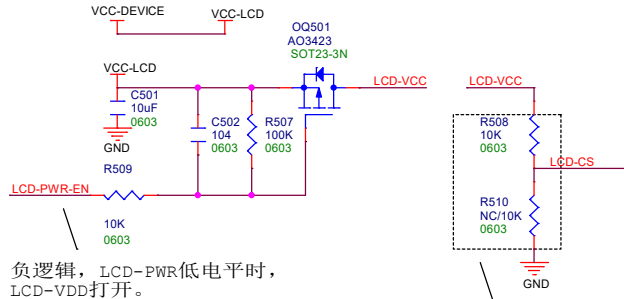 VCC-DEVICE
VCC-LCD
OQ501
AO3423
SOT23-3N
VCC-LCD
LCD-VCC
LCD-VCC
C501
10uF
0603
GND
C502
104
0603
R507
100K
0603
R508
10K
0603
LCD-CS
R509
LCD-PWR-EN
10K
0603
R510
NC/10K
0603
GND
负逻辑，LCD-PWR低电平时，
LCD-VDD打开。